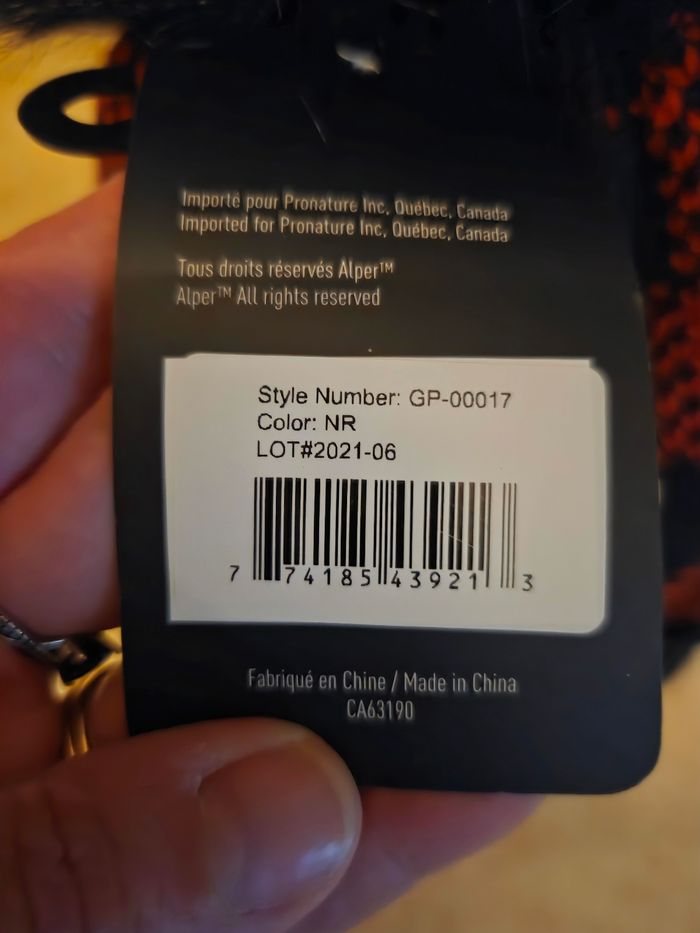 Importé pour Pronature Inc, Québec, Canada
Imported for Pronature Inc, Québec, Canada
Tous droits réservés Alper™
Alper™ All rights reserved
Style Number: GP-00017
Color: NR
LOT#2021-06
7 74185 43921 3
Fabriqué en Chine / Made in China
CA63190